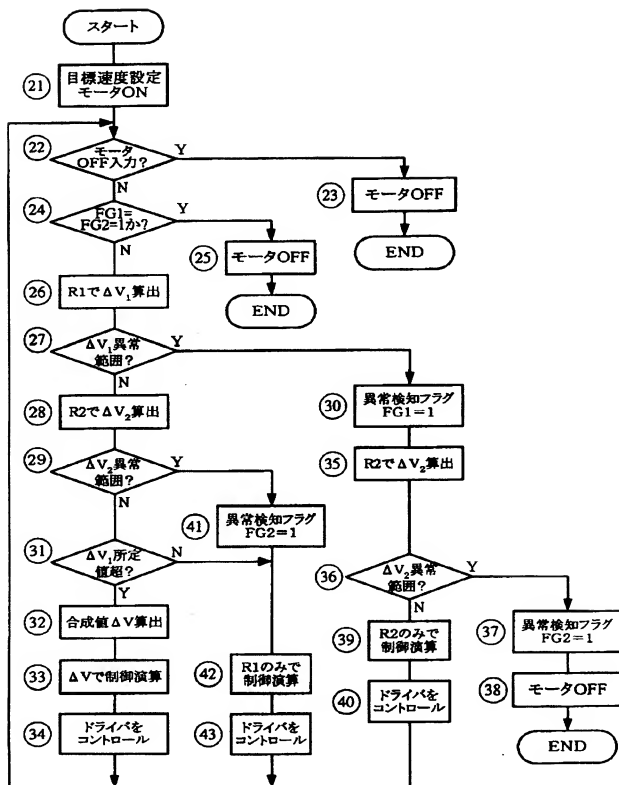 スタート
21
目標速度設定
モータON
22
モータ
OFF入力?
Y
N
23
モータOFF
END
24
FG1=
FG2=1か?
Y
N
25
モータOFF
END
26
R1でΔV₁算出
27
ΔV₁異常
範囲?
Y
N
28
R2でΔV₂算出
30
異常検知フラグ
FG1=1
29
ΔV₂異常
範囲?
Y
N
35
R2でΔV₂算出
41
異常検知フラグ
FG2=1
31
ΔV₁所定
値超?
N
Y
36
ΔV₂異常
範囲?
Y
N
32
合成値ΔV算出
37
異常検知フラグ
FG2=1
39
R2のみで
制御演算
33
ΔVで制御演算
42
R1のみで
制御演算
38
モータOFF
40
ドライバを
コントロール
34
ドライバを
コントロール
43
ドライバを
コントロール
END